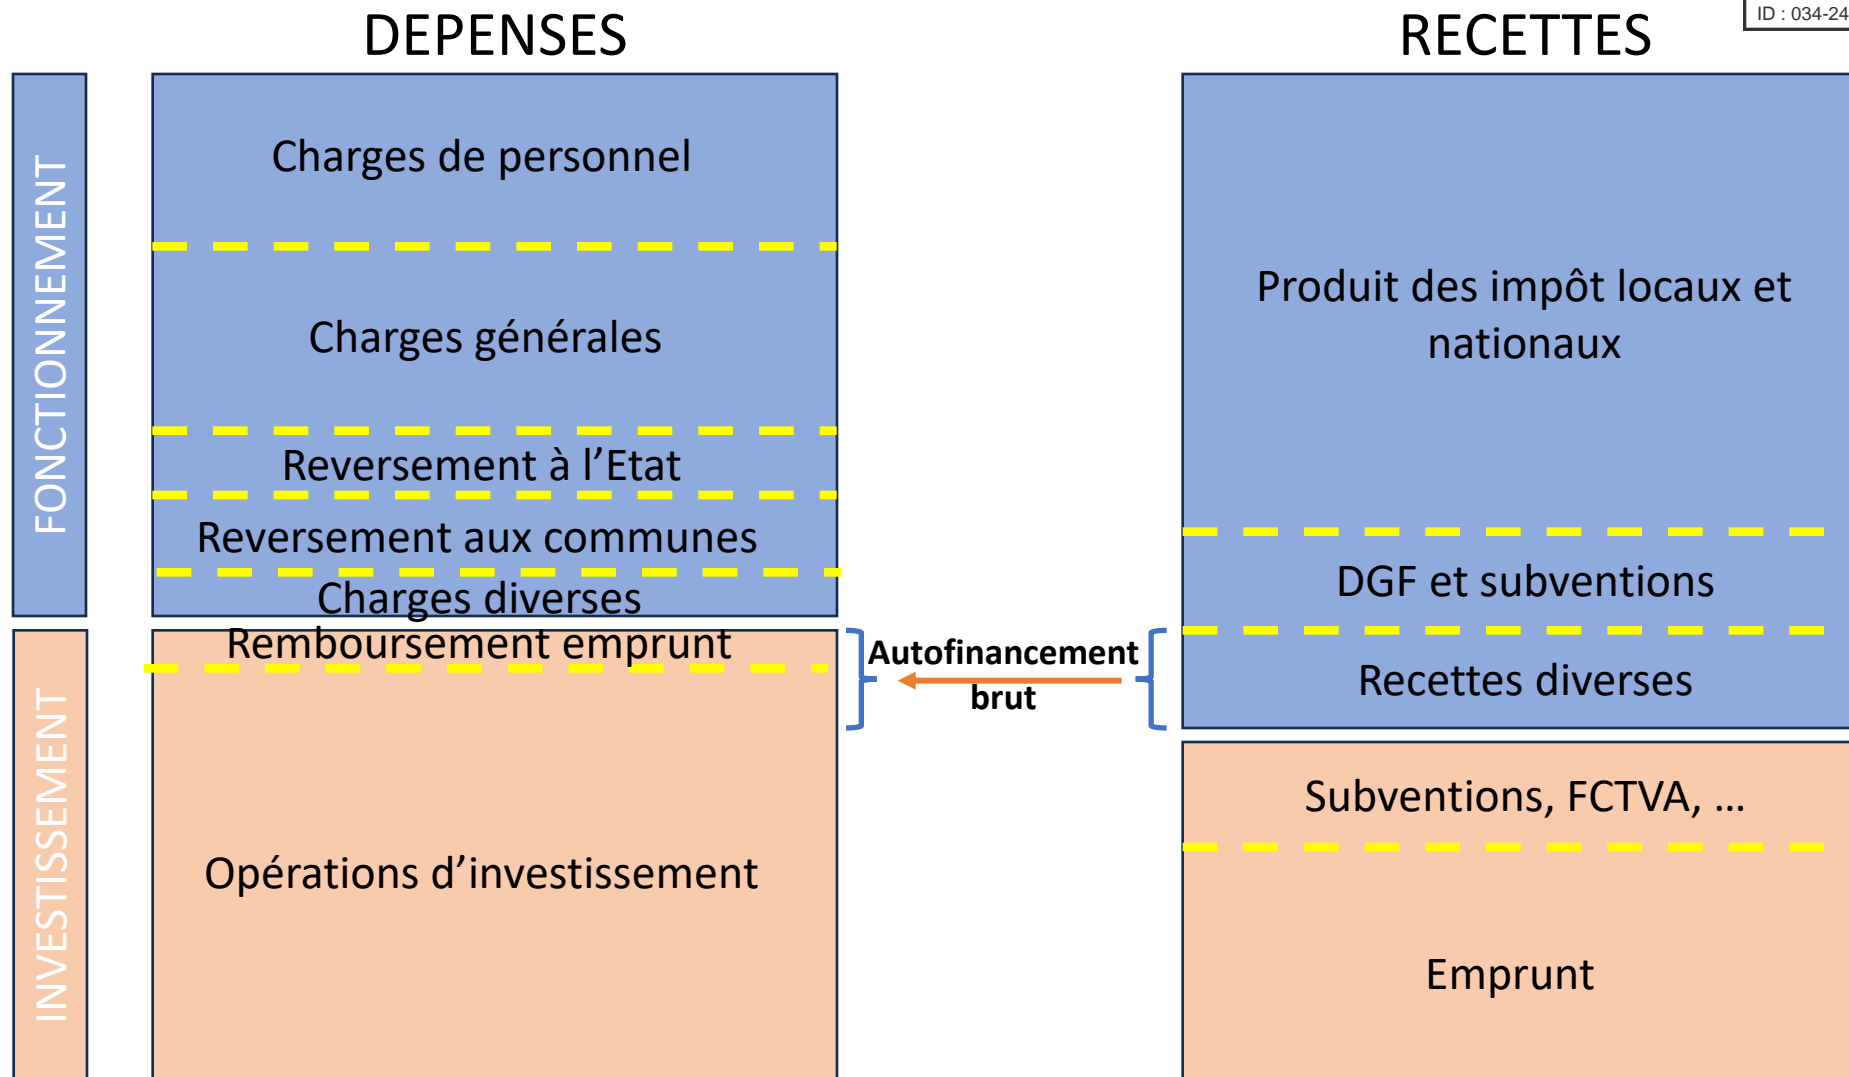 ID : 034-24
DEPENSES
RECETTES
FONCTIONNEMENT
Charges de personnel
Charges générales
Reversement à l’Etat
Reversement aux communes
Charges diverses
Produit des impôt locaux et
nationaux
DGF et subventions
Recettes diverses
Autofinancement
brut
INVESTISSEMENT
Remboursement emprunt
Opérations d’investissement
Subventions, FCTVA, ...
Emprunt